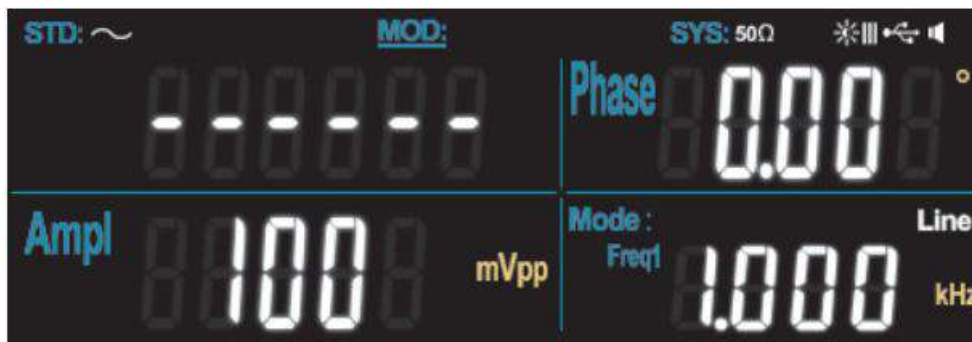 STD: MOD: SYS: 50Ω
------ Phase 0.00 °
Ampl 100 mVpp
Mode : Line
Freq1 1.000 kHz